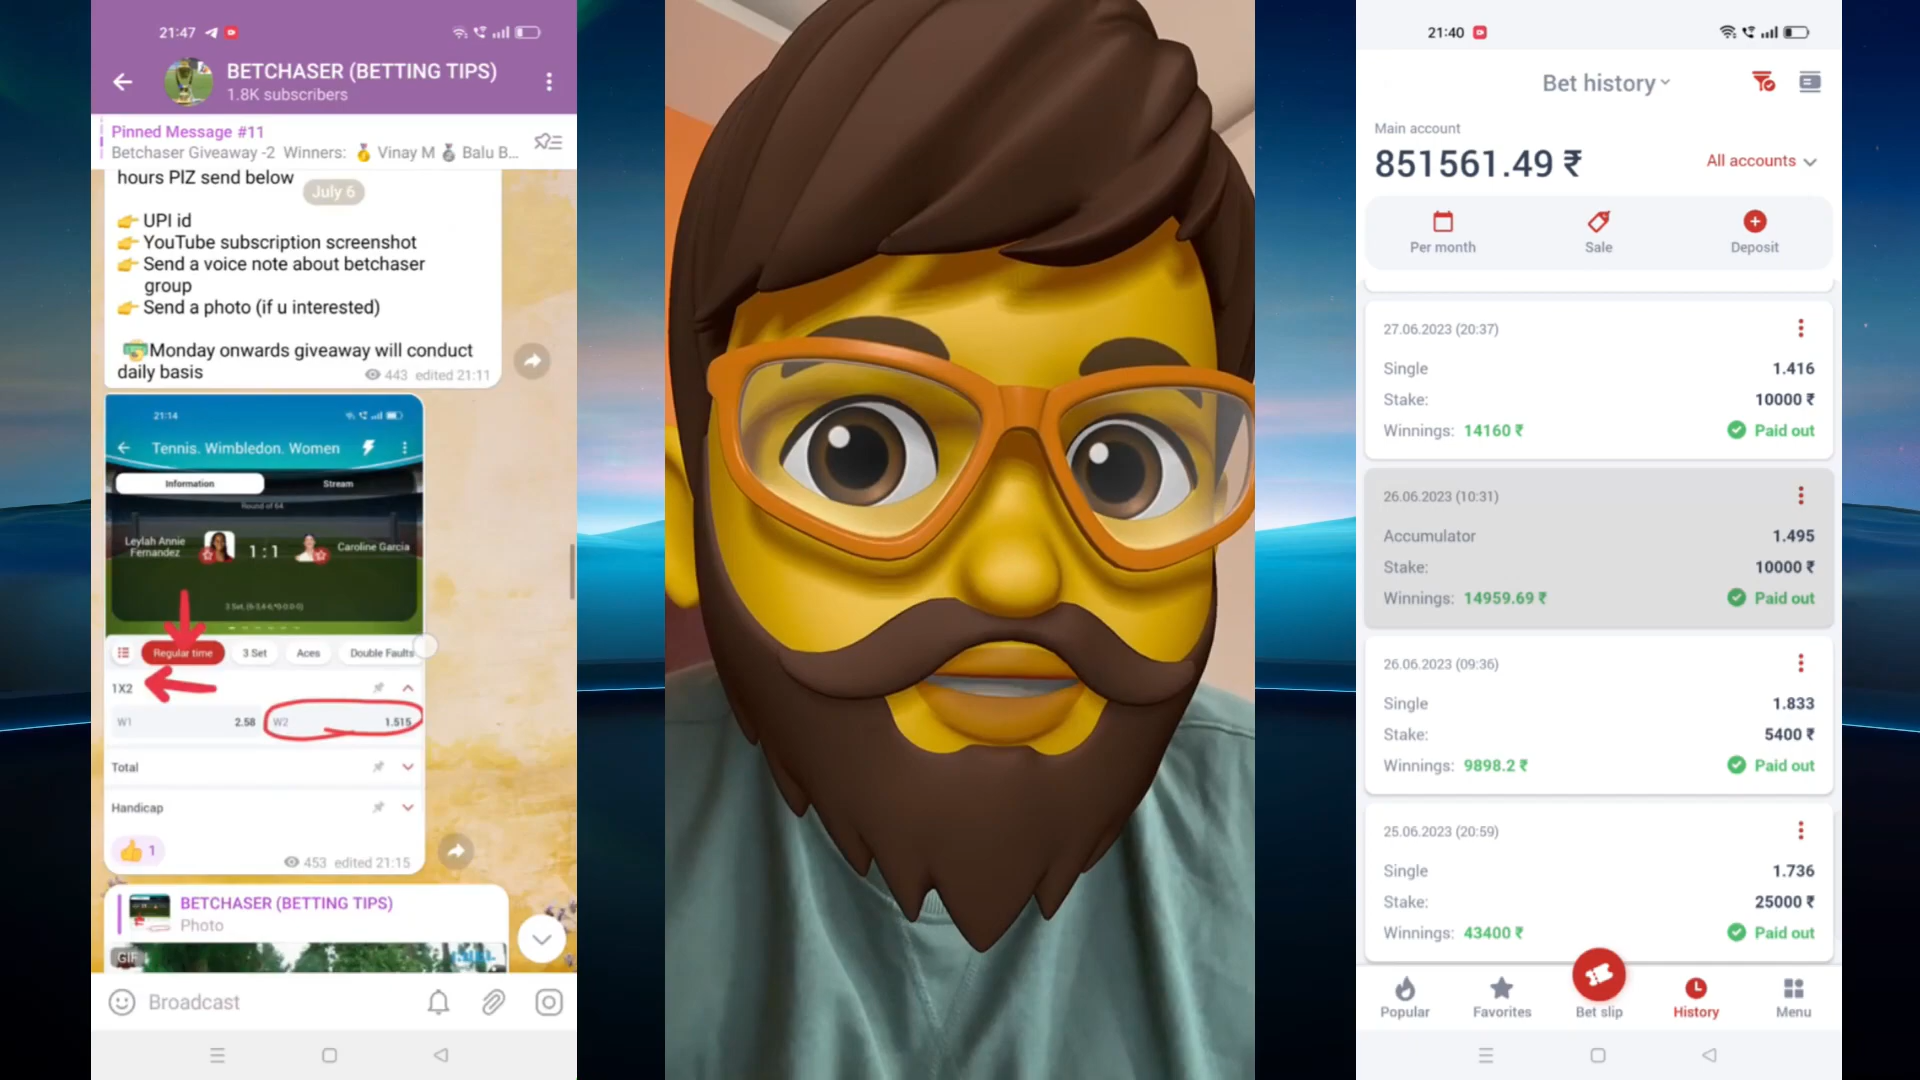 21:47
BETCHASER (BETTING TIPS)
1.8K subscribers
Pinned Message #11
Betchaser Giveaway -2 Winners: 🥇 Vinay M 🥈 Balu B...
hours PlZ send below
July 6
👉 UPI id
👉 YouTube subscription screenshot
👉 Send a voice note about betchaser
group
👉 Send a photo (if u interested)
💸Monday onwards giveaway will conduct
daily basis
443 edited 21:11
21:14
Tennis. Wimbledon. Women
Information
Stream
Round of 64
Leylah Annie
Fernandez
1 : 1
Caroline Garcia
Regular time
3 Set
Aces
Double Faults
1X2
W1 2.58
W2 1.515
Total
Handicap
👍 1
453 edited 21:15
BETCHASER (BETTING TIPS)
Photo
GIF
Broadcast
21:40
Bet history
Main account
851561.49 ₹
All accounts
Per month
Sale
Deposit
27.06.2023 (20:37)
Single 1.416
Stake: 10000 ₹
Winnings: 14160 ₹ Paid out
26.06.2023 (10:31)
Accumulator 1.495
Stake: 10000 ₹
Winnings: 14959.69 ₹ Paid out
26.06.2023 (09:36)
Single 1.833
Stake: 5400 ₹
Winnings: 9898.2 ₹ Paid out
25.06.2023 (20:59)
Single 1.736
Stake: 25000 ₹
Winnings: 43400 ₹ Paid out
Popular
Favorites
Bet slip
History
Menu